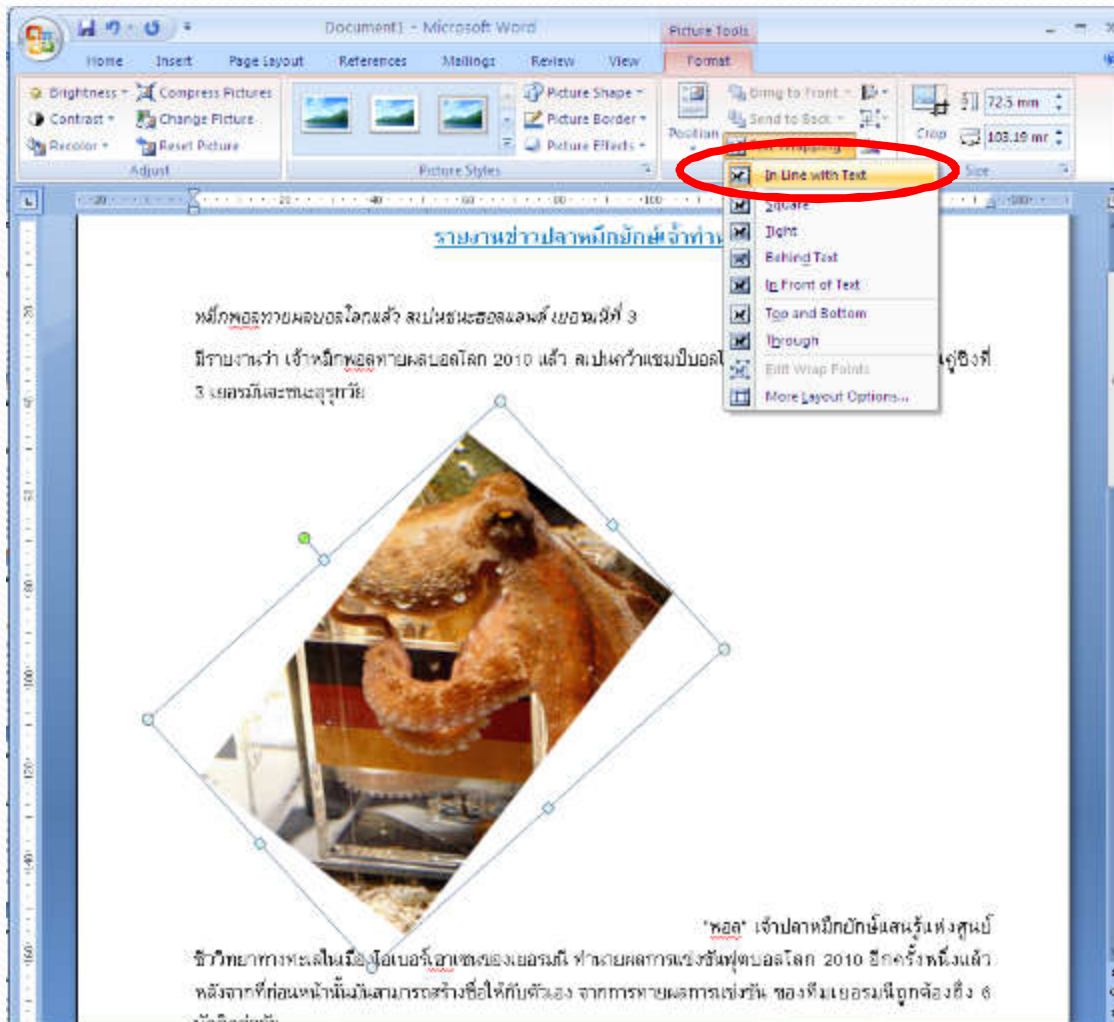 Document1 - Microsoft Word
Picture Tools
Home Insert Page Layout References Mailings Review View Format
Brightness Compress Pictures Picture Shape Bring to Front 72.5 mm
Contrast Change Picture Picture Border Send to Back
Recolor Reset Picture Picture Effects Position Wrapping Crop 103.19 mr
Adjust Picture Styles Size
In Line with Text
Square
Tight
Behind Text
In Front of Text
Top and Bottom
Through
Edit Wrap Points
More Layout Options...
รายงานข่าวปลาหมึกยักษ์เจ้าทำน
หมึกพอลทายผลบอลโลกแล้ว สเปนชนะฮอลแลนด์ เยอรมนีที่ 3
มีรายงานว่า เจ้าหมึกพอลทายผลบอลโลก 2010 แล้ว สเปนคว้าแชมป์บอลโ คู่ชิงที่
3 เยอรมันจะชนะอุรุกวัย
"พอล" เจ้าปลาหมึกยักษ์แสนรู้แห่งศูนย์
ชีววิทยาทางทะเลในเมืองโอเบอร์เฮาเซนของเยอรมนี ทำนายผลการแข่งขันฟุตบอลโลก 2010 อีกครั้งหนึ่งแล้ว
หลังจากที่ก่อนหน้านั้นมันสามารถสร้างชื่อให้กับตัวเอง จากการทายผลการแข่งขัน ของทีมเยอรมนีถูกต้องถึง 6